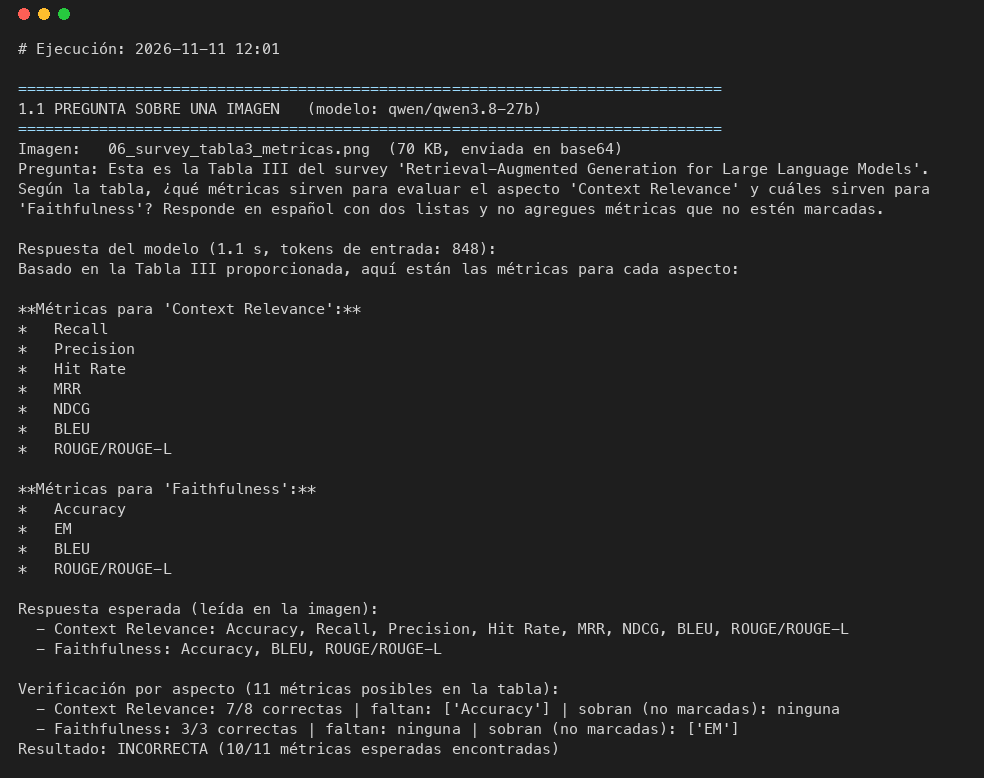 # Ejecución: 2026-11-11 12:01
==============================================================================
1.1 PREGUNTA SOBRE UNA IMAGEN   (modelo: qwen/qwen3.8-27b)
==============================================================================
Imagen:   06_survey_tabla3_metricas.png  (70 KB, enviada en base64)
Pregunta: Esta es la Tabla III del survey 'Retrieval-Augmented Generation for Large Language Models'.
Según la tabla, ¿qué métricas sirven para evaluar el aspecto 'Context Relevance' y cuáles sirven para
'Faithfulness'? Responde en español con dos listas y no agregues métricas que no estén marcadas.
Respuesta del modelo (1.1 s, tokens de entrada: 848):
Basado en la Tabla III proporcionada, aquí están las métricas para cada aspecto:
**Métricas para 'Context Relevance':**
*   Recall
*   Precision
*   Hit Rate
*   MRR
*   NDCG
*   BLEU
*   ROUGE/ROUGE-L
**Métricas para 'Faithfulness':**
*   Accuracy
*   EM
*   BLEU
*   ROUGE/ROUGE-L
Respuesta esperada (leída en la imagen):
  - Context Relevance: Accuracy, Recall, Precision, Hit Rate, MRR, NDCG, BLEU, ROUGE/ROUGE-L
  - Faithfulness: Accuracy, BLEU, ROUGE/ROUGE-L
Verificación por aspecto (11 métricas posibles en la tabla):
  - Context Relevance: 7/8 correctas | faltan: ['Accuracy'] | sobran (no marcadas): ninguna
  - Faithfulness: 3/3 correctas | faltan: ninguna | sobran (no marcadas): ['EM']
Resultado: INCORRECTA (10/11 métricas esperadas encontradas)